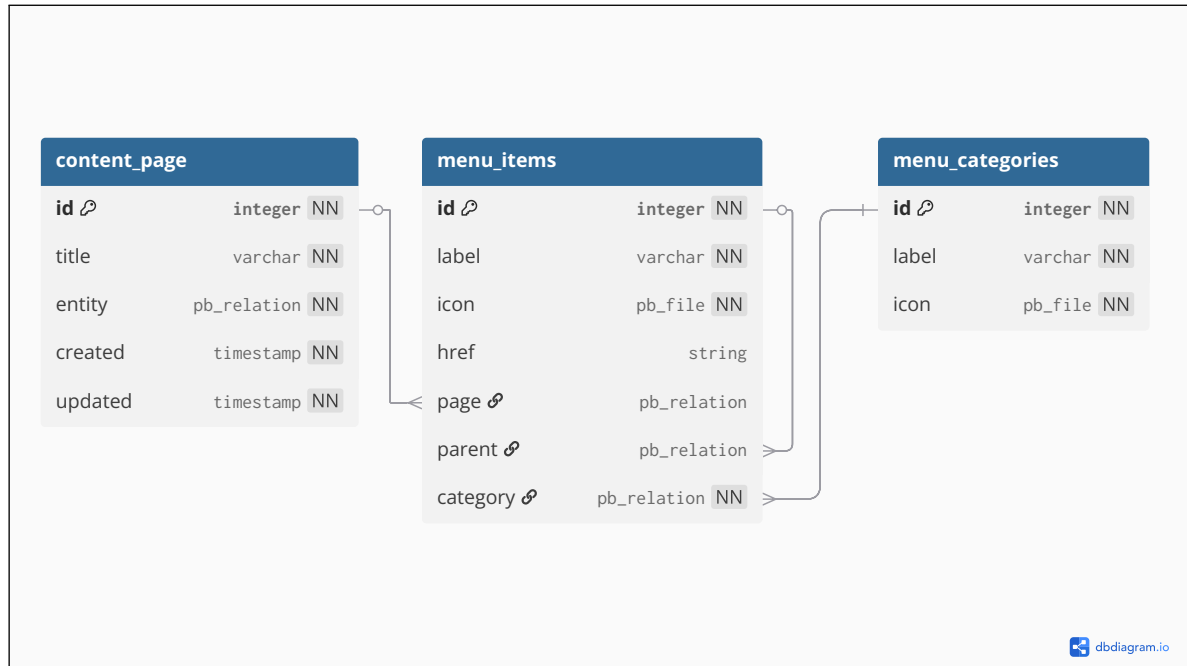 content_page
id integer NN
title varchar NN
entity pb_relation NN
created timestamp NN
updated timestamp NN
menu_items
id integer NN
label varchar NN
icon pb_file NN
href string
page pb_relation
parent pb_relation
category pb_relation NN
menu_categories
id integer NN
label varchar NN
icon pb_file NN
dbdiagram.io